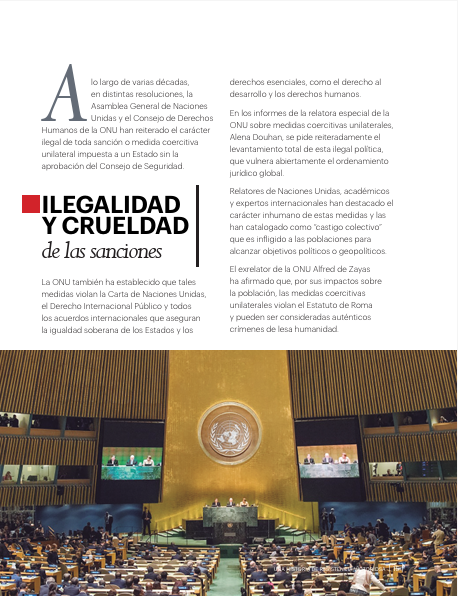 A lo largo de varias décadas,
en distintas resoluciones, la
Asamblea General de Naciones
Unidas y el Consejo de Derechos
Humanos de la ONU han reiterado el carácter
ilegal de toda sanción o medida coercitiva
unilateral impuesta a un Estado sin la
aprobación del Consejo de Seguridad.
ILEGALIDAD
Y CRUELDAD
de las sanciones
La ONU también ha establecido que tales
medidas violan la Carta de Naciones Unidas,
el Derecho Internacional Público y todos
los acuerdos internacionales que aseguran
la igualdad soberana de los Estados y los
derechos esenciales, como el derecho al
desarrollo y los derechos humanos.
En los informes de la relatora especial de la
ONU sobre medidas coercitivas unilaterales,
Alena Douhan, se pide reiteradamente el
levantamiento total de esta ilegal política,
que vulnera abiertamente el ordenamiento
jurídico global.
Relatores de Naciones Unidas, académicos
y expertos internacionales han destacado el
carácter inhumano de estas medidas y las
han catalogado como "castigo colectivo"
que es infligido a las poblaciones para
alcanzar objetivos políticos o geopolíticos.
El exrelator de la ONU Alfred de Zayas
ha afirmado que, por sus impactos sobre
la población, las medidas coercitivas
unilaterales violan el Estatuto de Roma
y pueden ser consideradas auténticos
crímenes de lesa humanidad.
UNA HISTORIA DE